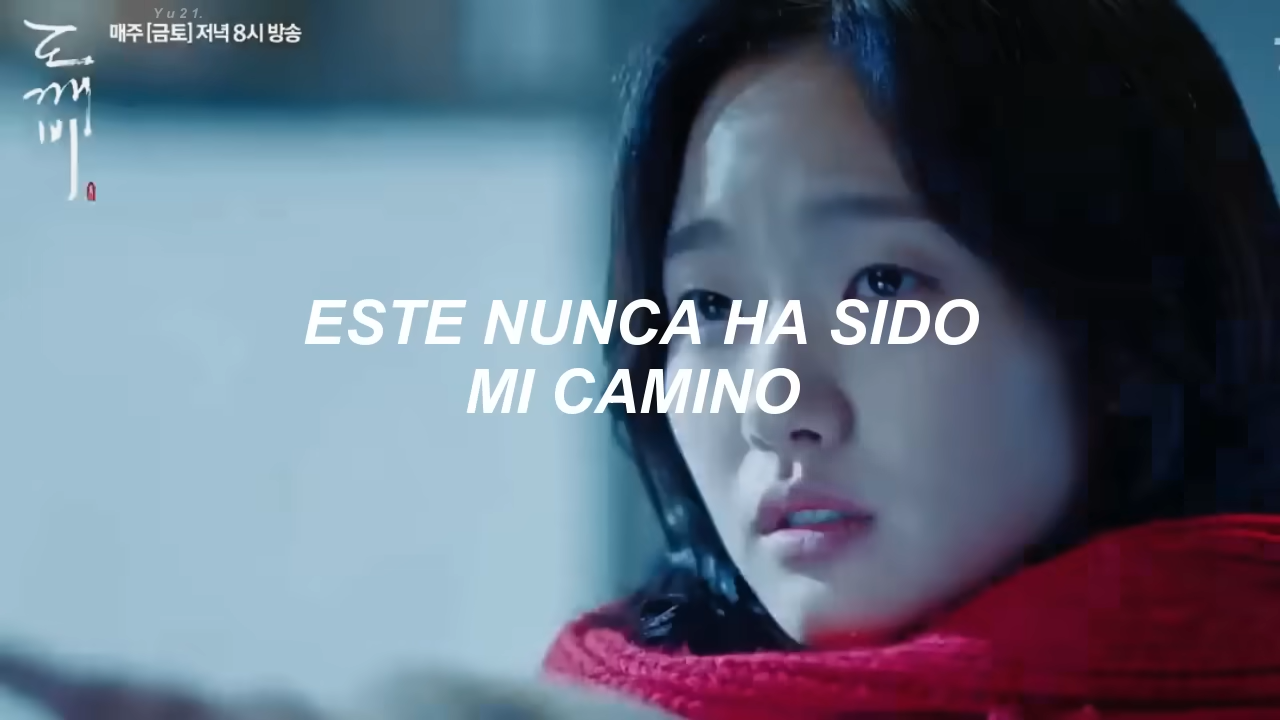 Yu21.
매주 [금토] 저녁 8시 방송
도깨비
ESTE NUNCA HA SIDO
MI CAMINO